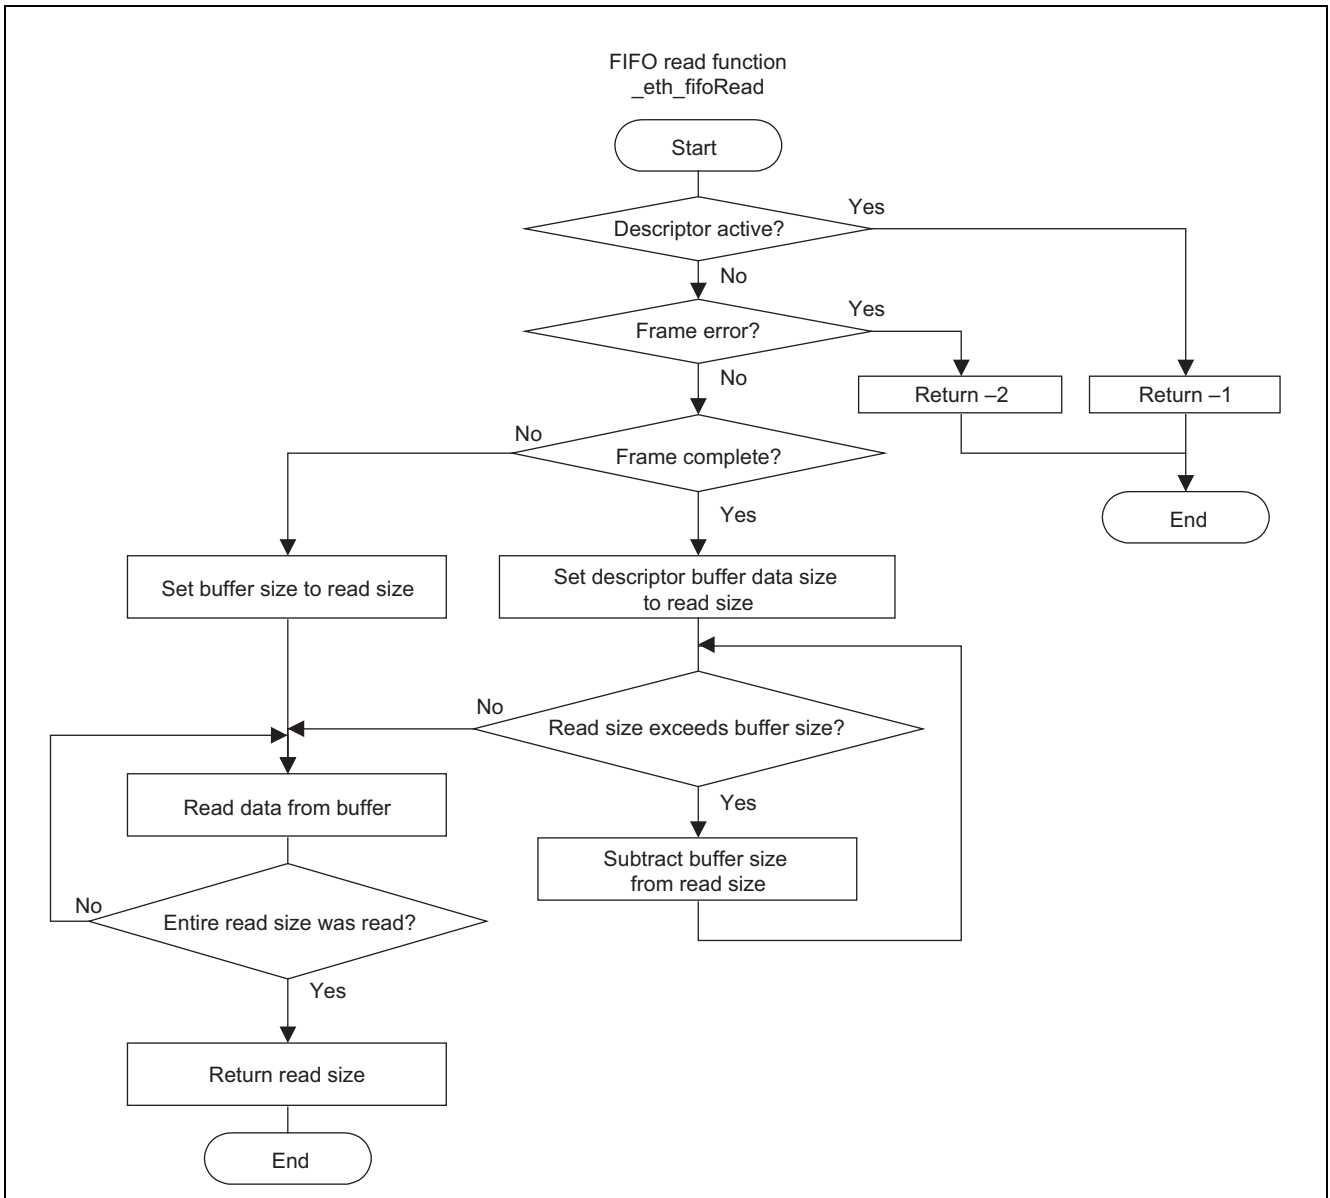 FIFO read function
_eth_fifoRead
Start
Yes
Descriptor active?
No
Yes
Frame error?
No
Return –2
Return –1
No
Frame complete?
Yes
End
Set buffer size to read size
Set descriptor buffer data size
to read size
No
Read size exceeds buffer size?
Yes
Read data from buffer
Subtract buffer size
from read size
No
Entire read size was read?
Yes
Return read size
End